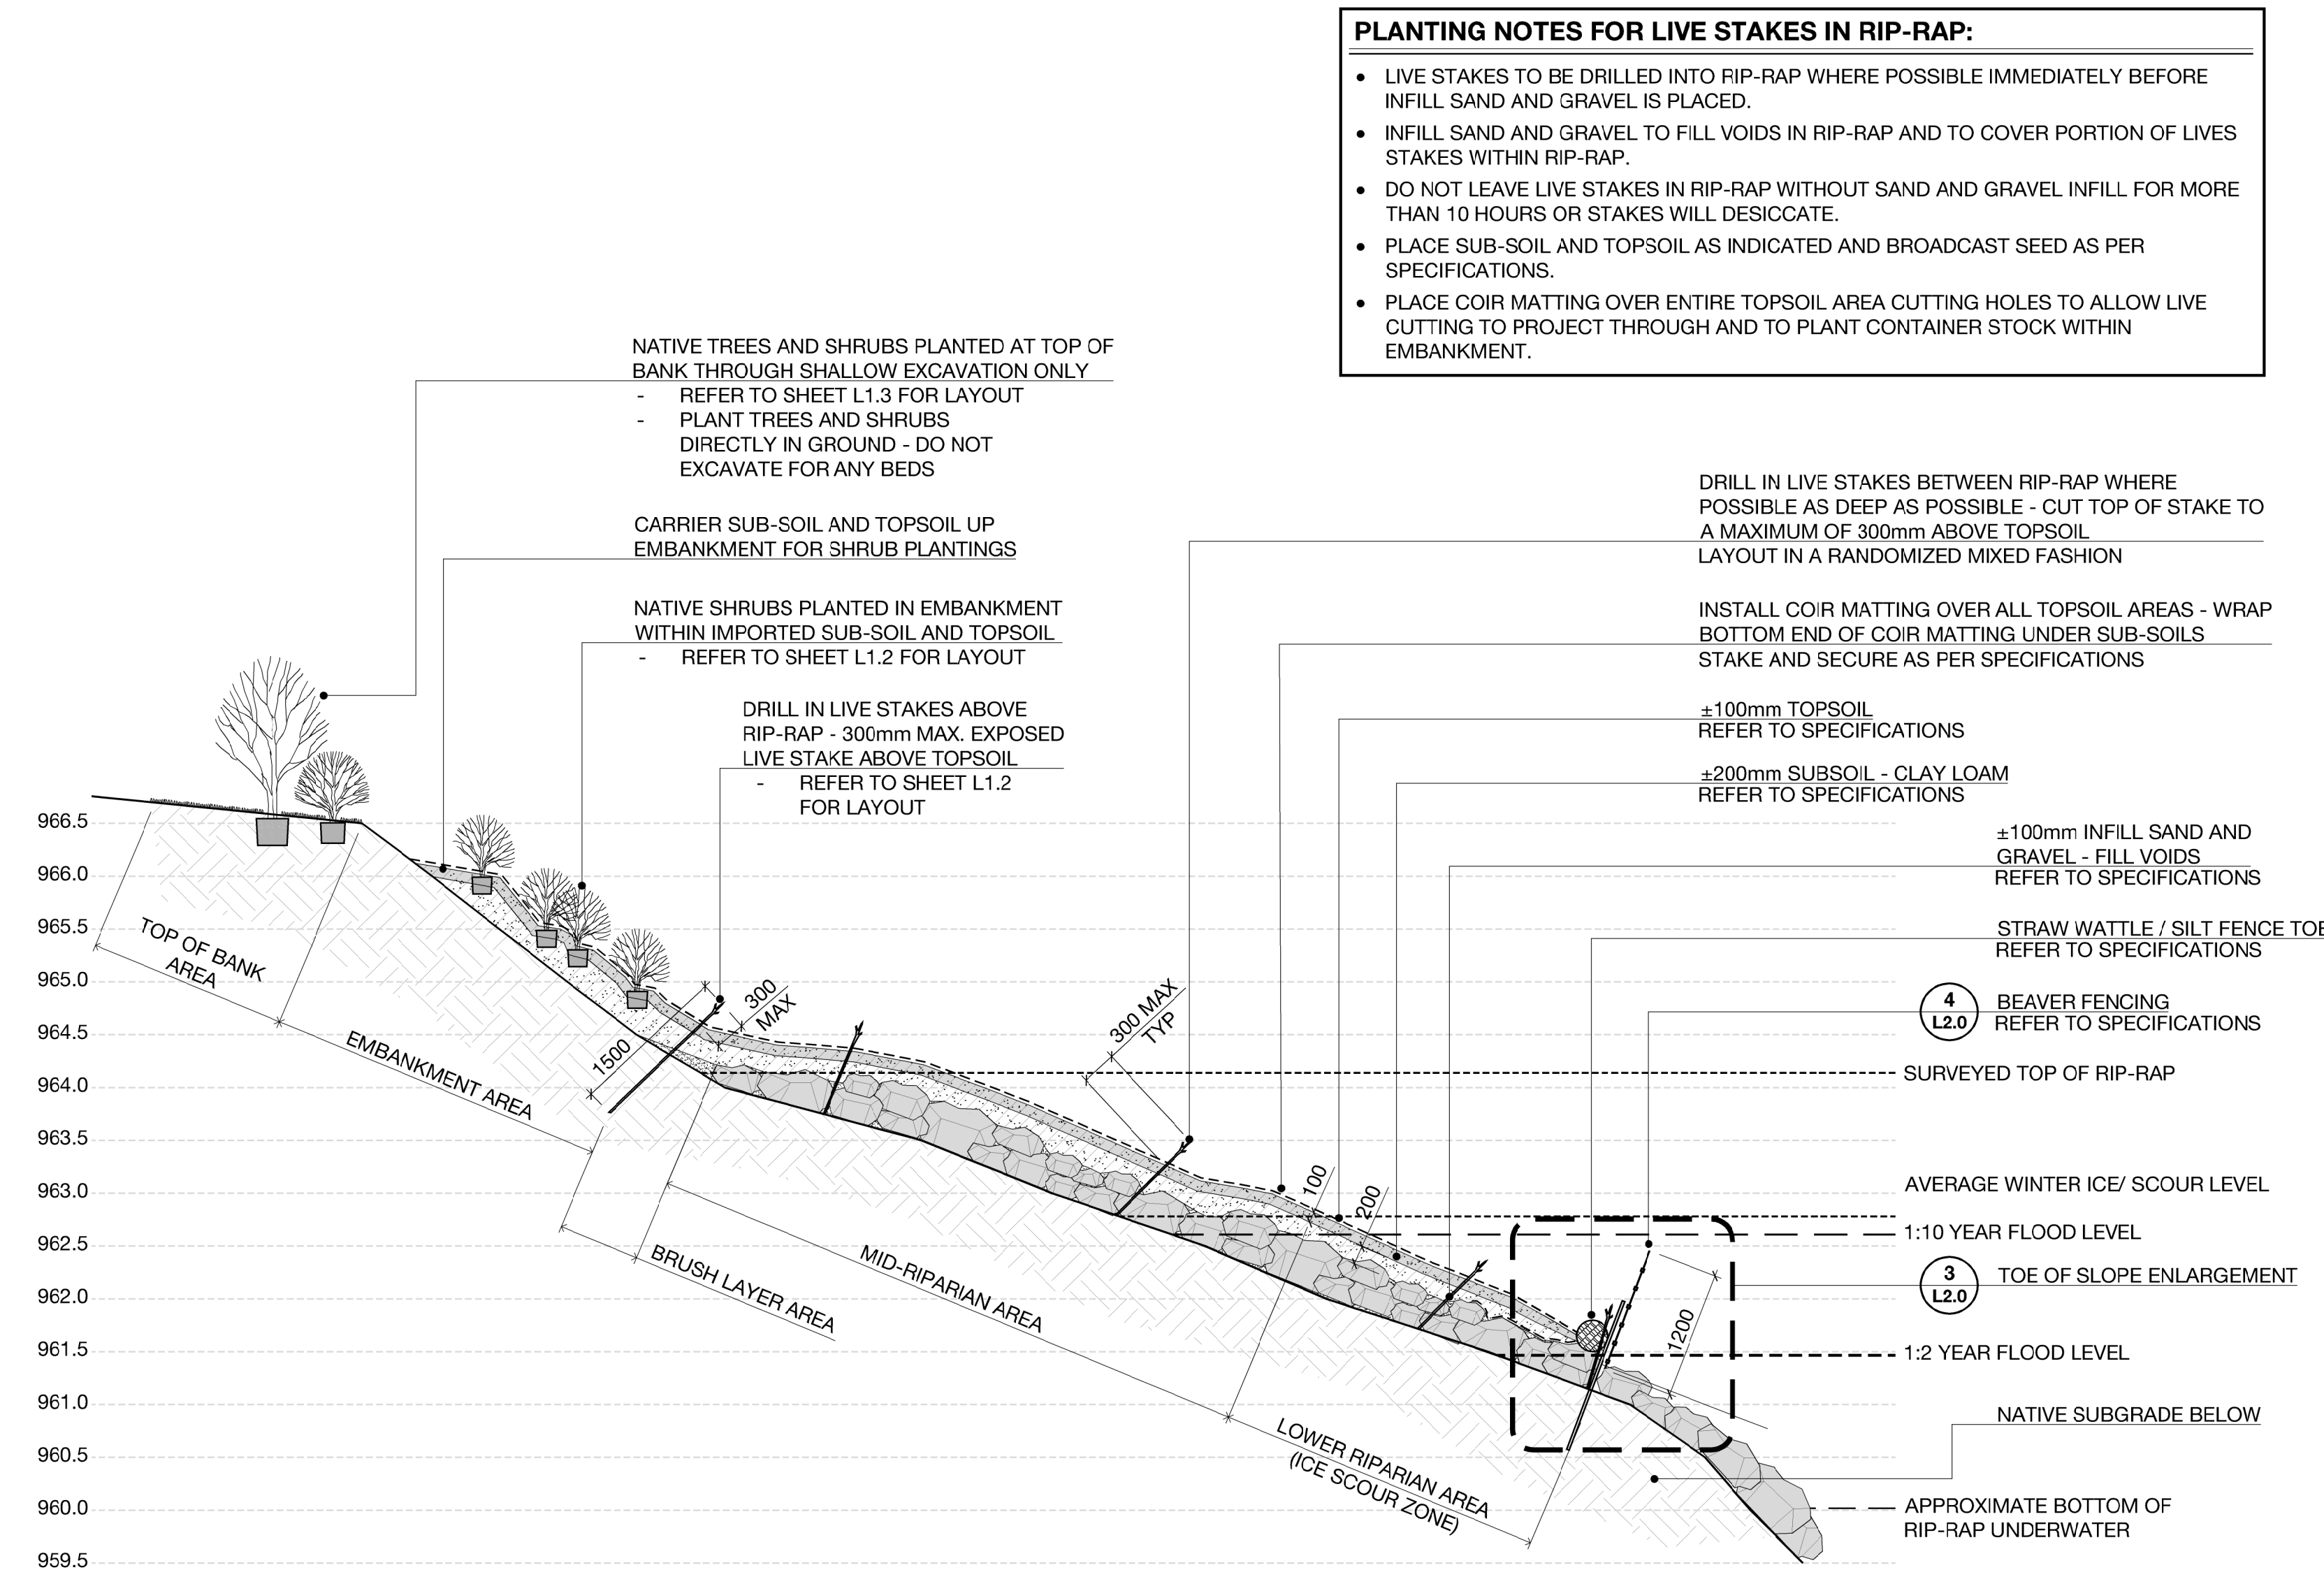 PLANTING NOTES FOR LIVE STAKES IN RIP-RAP:
● LIVE STAKES TO BE DRILLED INTO RIP-RAP WHERE POSSIBLE IMMEDIATELY BEFORE
INFILL SAND AND GRAVEL IS PLACED.
● INFILL SAND AND GRAVEL TO FILL VOIDS IN RIP-RAP AND TO COVER PORTION OF LIVES
STAKES WITHIN RIP-RAP.
● DO NOT LEAVE LIVE STAKES IN RIP-RAP WITHOUT SAND AND GRAVEL INFILL FOR MORE
THAN 10 HOURS OR STAKES WILL DESICCATE.
● PLACE SUB-SOIL AND TOPSOIL AS INDICATED AND BROADCAST SEED AS PER
SPECIFICATIONS.
● PLACE COIR MATTING OVER ENTIRE TOPSOIL AREA CUTTING HOLES TO ALLOW LIVE
CUTTING TO PROJECT THROUGH AND TO PLANT CONTAINER STOCK WITHIN
EMBANKMENT.
NATIVE TREES AND SHRUBS PLANTED AT TOP OF
BANK THROUGH SHALLOW EXCAVATION ONLY
- REFER TO SHEET L1.3 FOR LAYOUT
- PLANT TREES AND SHRUBS
DIRECTLY IN GROUND - DO NOT
EXCAVATE FOR ANY BEDS
CARRIER SUB-SOIL AND TOPSOIL UP
EMBANKMENT FOR SHRUB PLANTINGS
NATIVE SHRUBS PLANTED IN EMBANKMENT
WITHIN IMPORTED SUB-SOIL AND TOPSOIL
- REFER TO SHEET L1.2 FOR LAYOUT
DRILL IN LIVE STAKES ABOVE
RIP-RAP - 300mm MAX. EXPOSED
LIVE STAKE ABOVE TOPSOIL
- REFER TO SHEET L1.2
FOR LAYOUT
DRILL IN LIVE STAKES BETWEEN RIP-RAP WHERE
POSSIBLE AS DEEP AS POSSIBLE - CUT TOP OF STAKE TO
A MAXIMUM OF 300mm ABOVE TOPSOIL
LAYOUT IN A RANDOMIZED MIXED FASHION
INSTALL COIR MATTING OVER ALL TOPSOIL AREAS - WRAP
BOTTOM END OF COIR MATTING UNDER SUB-SOILS
STAKE AND SECURE AS PER SPECIFICATIONS
±100mm TOPSOIL
REFER TO SPECIFICATIONS
±200mm SUBSOIL - CLAY LOAM
REFER TO SPECIFICATIONS
±100mm INFILL SAND AND
GRAVEL - FILL VOIDS
REFER TO SPECIFICATIONS
STRAW WATTLE / SILT FENCE TOE
REFER TO SPECIFICATIONS
4
L2.0
BEAVER FENCING
REFER TO SPECIFICATIONS
SURVEYED TOP OF RIP-RAP
AVERAGE WINTER ICE/ SCOUR LEVEL
1:10 YEAR FLOOD LEVEL
3
L2.0
TOE OF SLOPE ENLARGEMENT
1:2 YEAR FLOOD LEVEL
NATIVE SUBGRADE BELOW
APPROXIMATE BOTTOM OF
RIP-RAP UNDERWATER
966.5
966.0
965.5
965.0
964.5
964.0
963.5
963.0
962.5
962.0
961.5
961.0
960.5
960.0
959.5
TOP OF BANK
AREA
EMBANKMENT AREA
BRUSH LAYER AREA
MID-RIPARIAN AREA
LOWER RIPARIAN AREA
(ICE SCOUR ZONE)
1500
300
MAX
300 MAX
TYP
100
200
1200